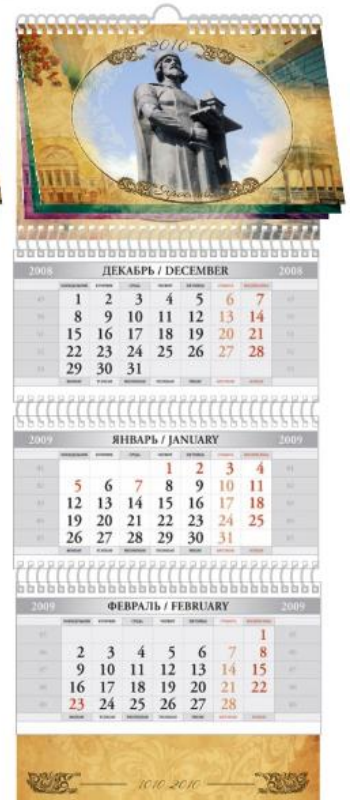 2010
Ярославль
2008 ДЕКАБРЬ / DECEMBER 2008
1 2 3 4 5 6 7
8 9 10 11 12 13 14
15 16 17 18 19 20 21
22 23 24 25 26 27 28
29 30 31
2009 ЯНВАРЬ / JANUARY 2009
1 2 3 4
5 6 7 8 9 10 11
12 13 14 15 16 17 18
19 20 21 22 23 24 25
26 27 28 29 30 31
2009 ФЕВРАЛЬ / FEBRUARY 2009
1
2 3 4 5 6 7 8
9 10 11 12 13 14 15
16 17 18 19 20 21 22
23 24 25 26 27 28
1010-2010